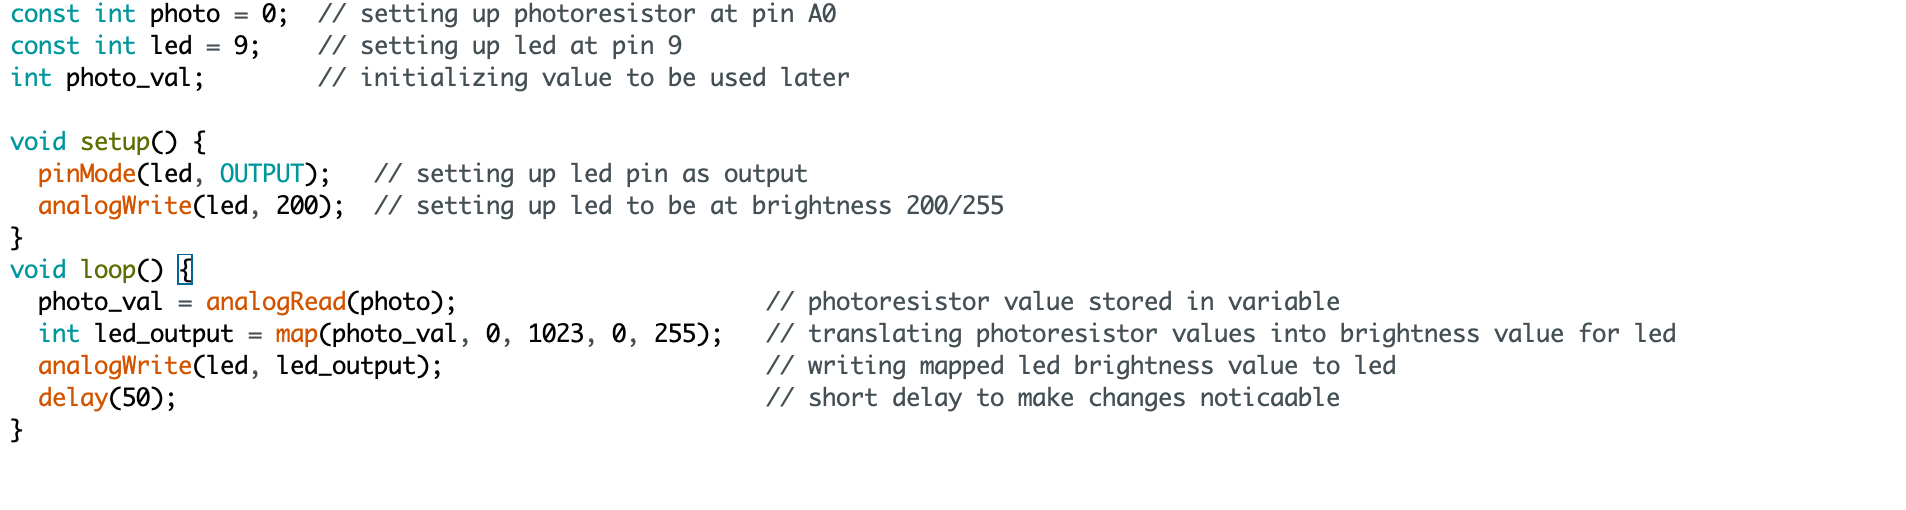 const int photo = 0;  // setting up photoresistor at pin A0
const int led = 9;    // setting up led at pin 9
int photo_val;        // initializing value to be used later

void setup() {
  pinMode(led, OUTPUT);   // setting up led pin as output
  analogWrite(led, 200);  // setting up led to be at brightness 200/255
}
void loop() {
  photo_val = analogRead(photo);                      // photoresistor value stored in variable
  int led_output = map(photo_val, 0, 1023, 0, 255);   // translating photoresistor values into brightness value for led
  analogWrite(led, led_output);                       // writing mapped led brightness value to led
  delay(50);                                          // short delay to make changes noticaable
}